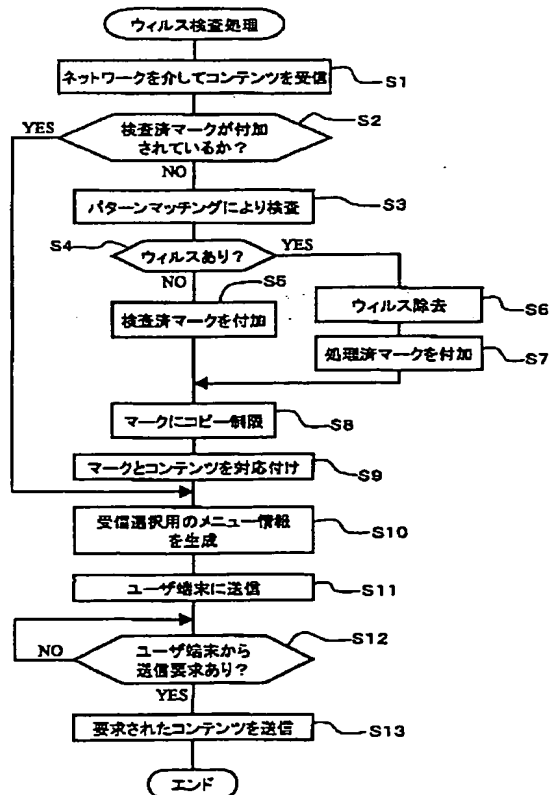 ウィルス検査処理
ネットワークを介してコンテンツを受信
S1
検査済マークが付加
されているか?
S2
YES
NO
パターンマッチングにより検査
S3
S4
ウィルスあり?
YES
NO
S5
検査済マークを付加
ウィルス除去
S6
処理済マークを付加
S7
マークにコピー制限
S8
マークとコンテンツを対応付け
S9
受信選択用のメニュー情報
を生成
S10
ユーザ端末に送信
S11
ユーザ端末から
送信要求あり?
S12
NO
YES
要求されたコンテンツを送信
S13
エンド